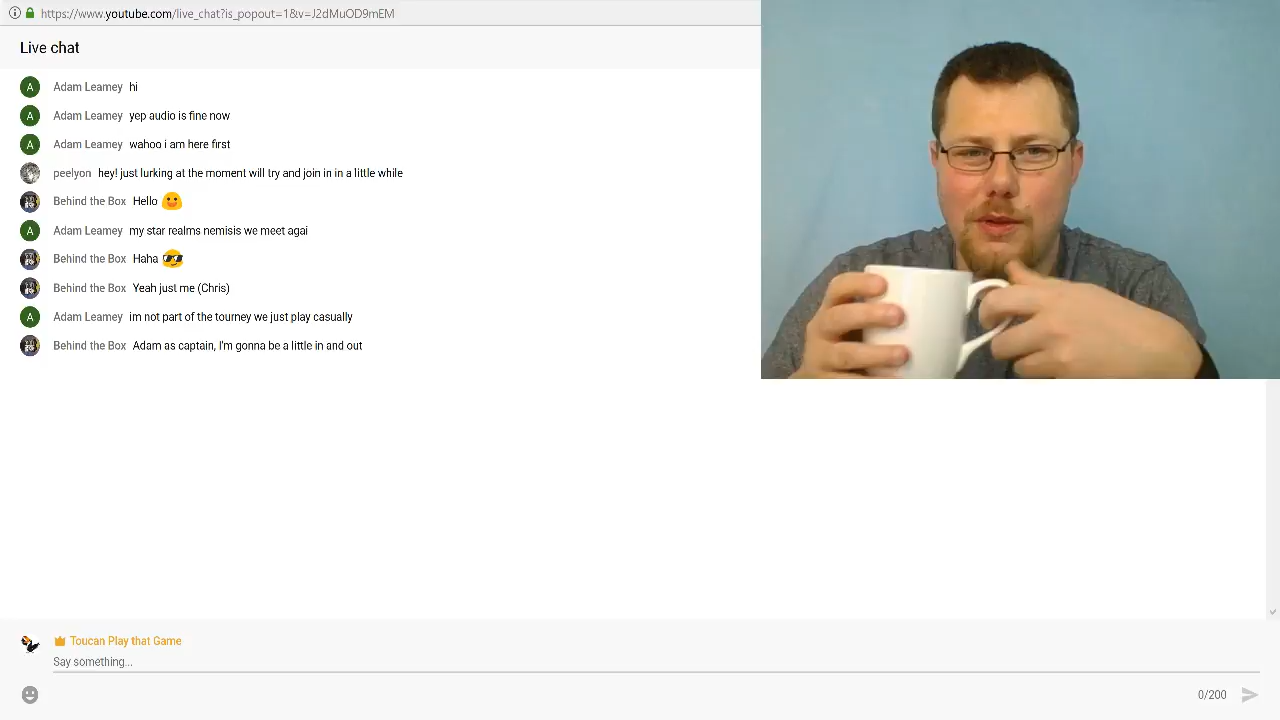 https://www.youtube.com/live_chat?is_popout=1&v=J2dMuOD9mEM
Live chat
Adam Leamey hi
Adam Leamey yep audio is fine now
Adam Leamey wahoo i am here first
peelyon hey! just lurking at the moment will try and join in in a little while
Behind the Box Hello
Adam Leamey my star realms nemisis we meet agai
Behind the Box Haha
Behind the Box Yeah just me (Chris)
Adam Leamey im not part of the tourney we just play casually
Behind the Box Adam as captain, I'm gonna be a little in and out
Toucan Play that Game
Say something...
0/200